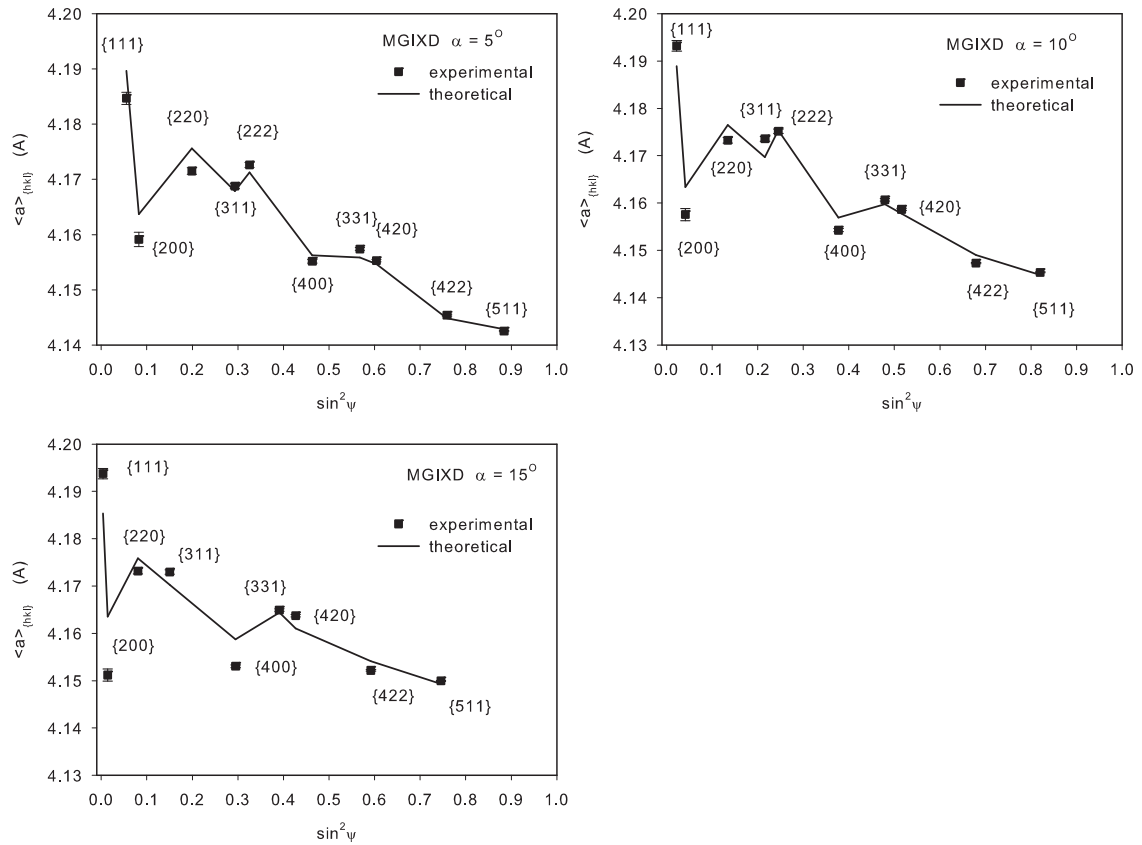 4.20
4.19
4.18
4.17
4.16
4.15
4.14
<a>{hkl} (A)
MGIXD α = 5°
experimental
theoretical
{111}
{200}
{220}
{311}
{222}
{400}
{331}
{420}
{422}
{511}
0.0 0.1 0.2 0.3 0.4 0.5 0.6 0.7 0.8 0.9 1.0
sin²ψ
4.20
4.19
4.18
4.17
4.16
4.15
4.14
4.13
<a>{hkl} (A)
MGIXD α = 10°
experimental
theoretical
{111}
{200}
{220}
{311}
{222}
{400}
{331}
{420}
{422}
{511}
0.0 0.1 0.2 0.3 0.4 0.5 0.6 0.7 0.8 0.9 1.0
sin²ψ
4.20
4.19
4.18
4.17
4.16
4.15
4.14
4.13
<a>{hkl} (A)
MGIXD α = 15°
experimental
theoretical
{111}
{200}
{220}
{311}
{400}
{331}
{420}
{422}
{511}
0.0 0.1 0.2 0.3 0.4 0.5 0.6 0.7 0.8 0.9 1.0
sin²ψ